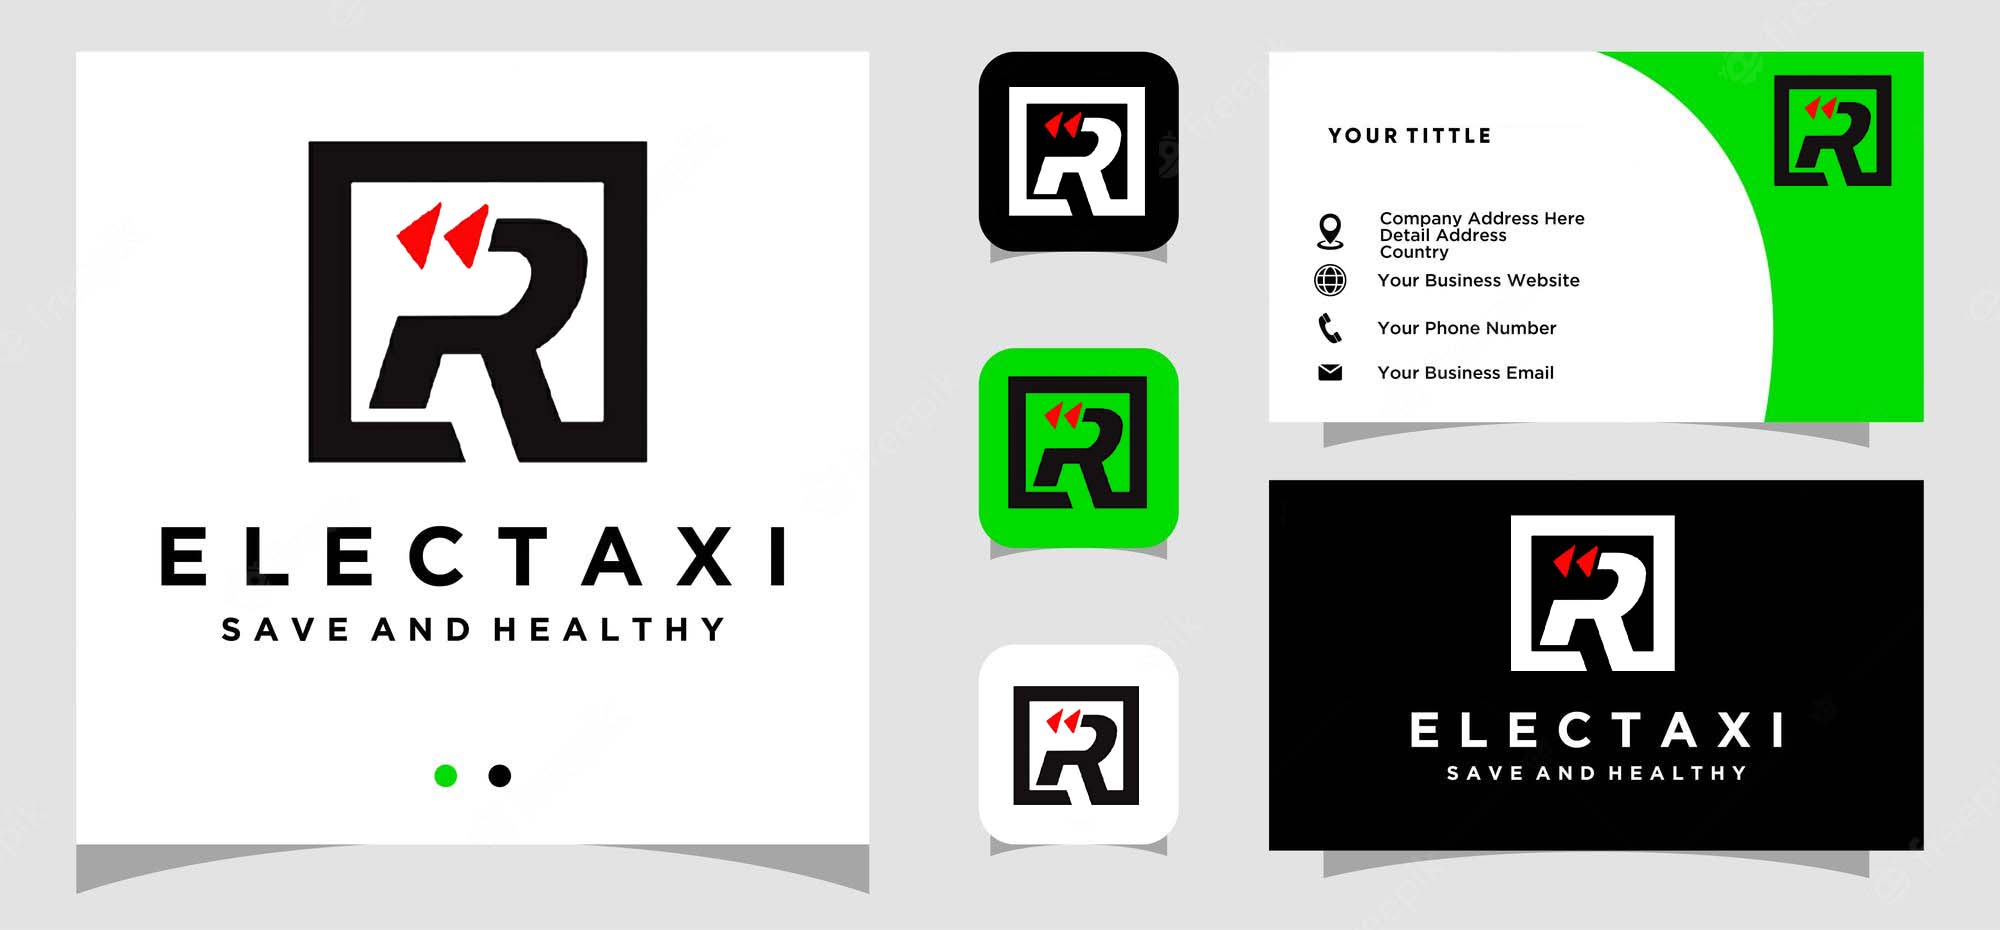 R
ELECTAXI
SAVE AND HEALTHY
R
R
R
YOUR TITTLE
R
Company Address Here
Detail Address
Country
Your Business Website
Your Phone Number
Your Business Email
R
ELECTAXI
SAVE AND HEALTHY
freepik